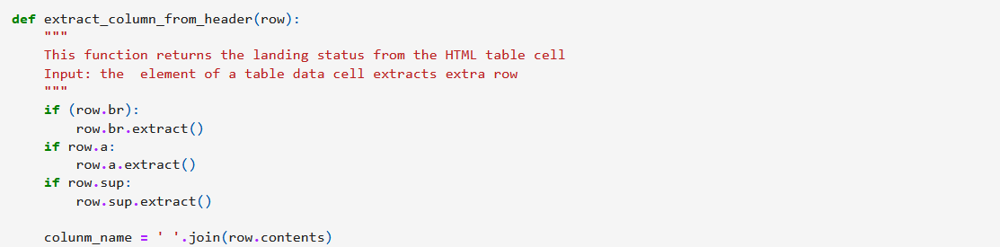 def extract_column_from_header(row):
    """
    This function returns the landing status from the HTML table cell
    Input: the  element of a table data cell extracts extra row
    """
    if (row.br):
        row.br.extract()
    if row.a:
        row.a.extract()
    if row.sup:
        row.sup.extract()

    colunm_name = ' '.join(row.contents)